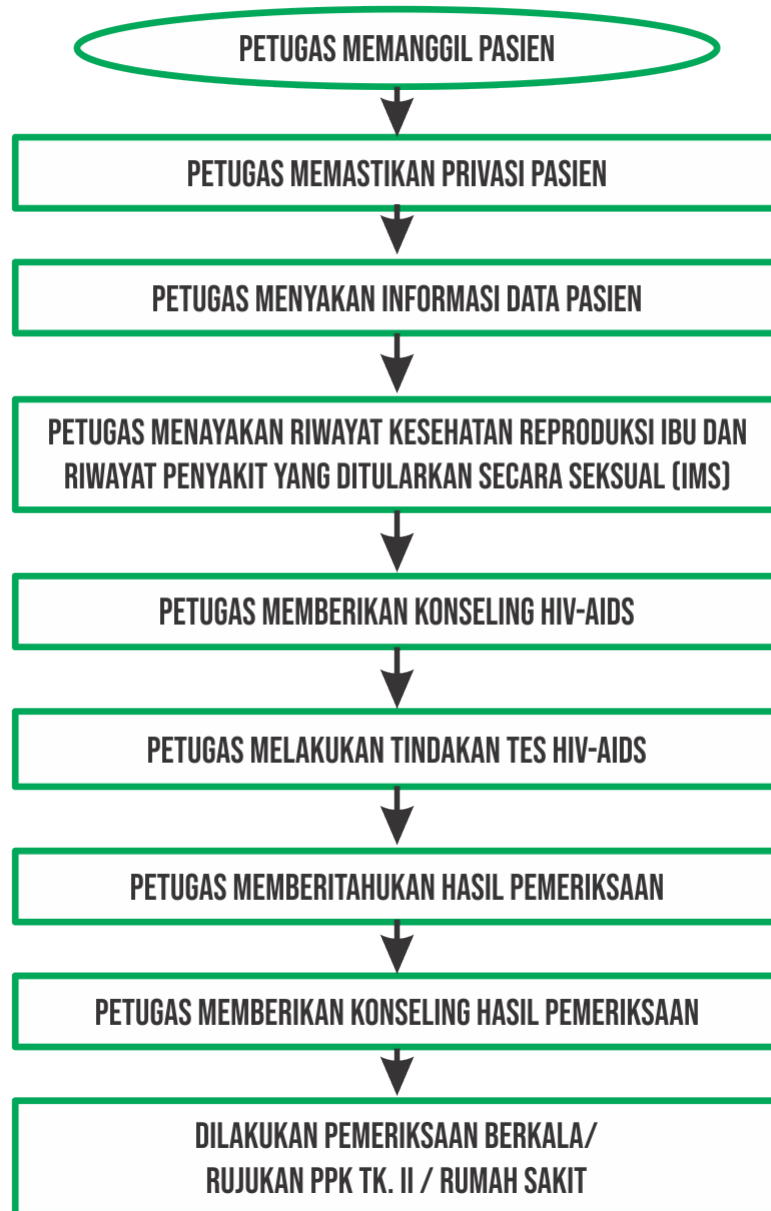 PETUGAS MEMANGGIL PASIEN
PETUGAS MEMASTIKAN PRIVASI PASIEN
PETUGAS MENYAKAN INFORMASI DATA PASIEN
PETUGAS MENAYAKAN RIWAYAT KESEHATAN REPRODUKSI IBU DAN
RIWAYAT PENYAKIT YANG DITULARKAN SECARA SEKSUAL (IMS)
PETUGAS MEMBERIKAN KONSELING HIV-AIDS
PETUGAS MELAKUKAN TINDAKAN TES HIV-AIDS
PETUGAS MEMBERITAHUKAN HASIL PEMERIKSAAN
PETUGAS MEMBERIKAN KONSELING HASIL PEMERIKSAAN
DILAKUKAN PEMERIKSAAN BERKALA/
RUJUKAN PPK TK. II / RUMAH SAKIT